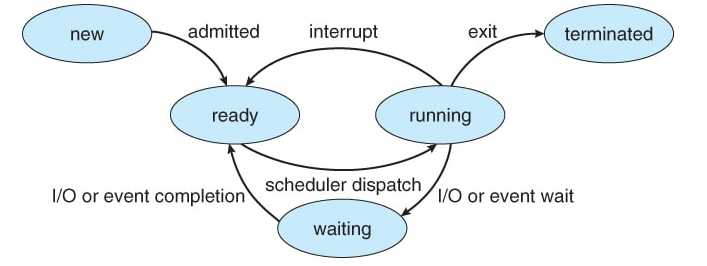 new
admitted
interrupt
exit
terminated
ready
running
I/O or event completion
scheduler dispatch
I/O or event wait
waiting